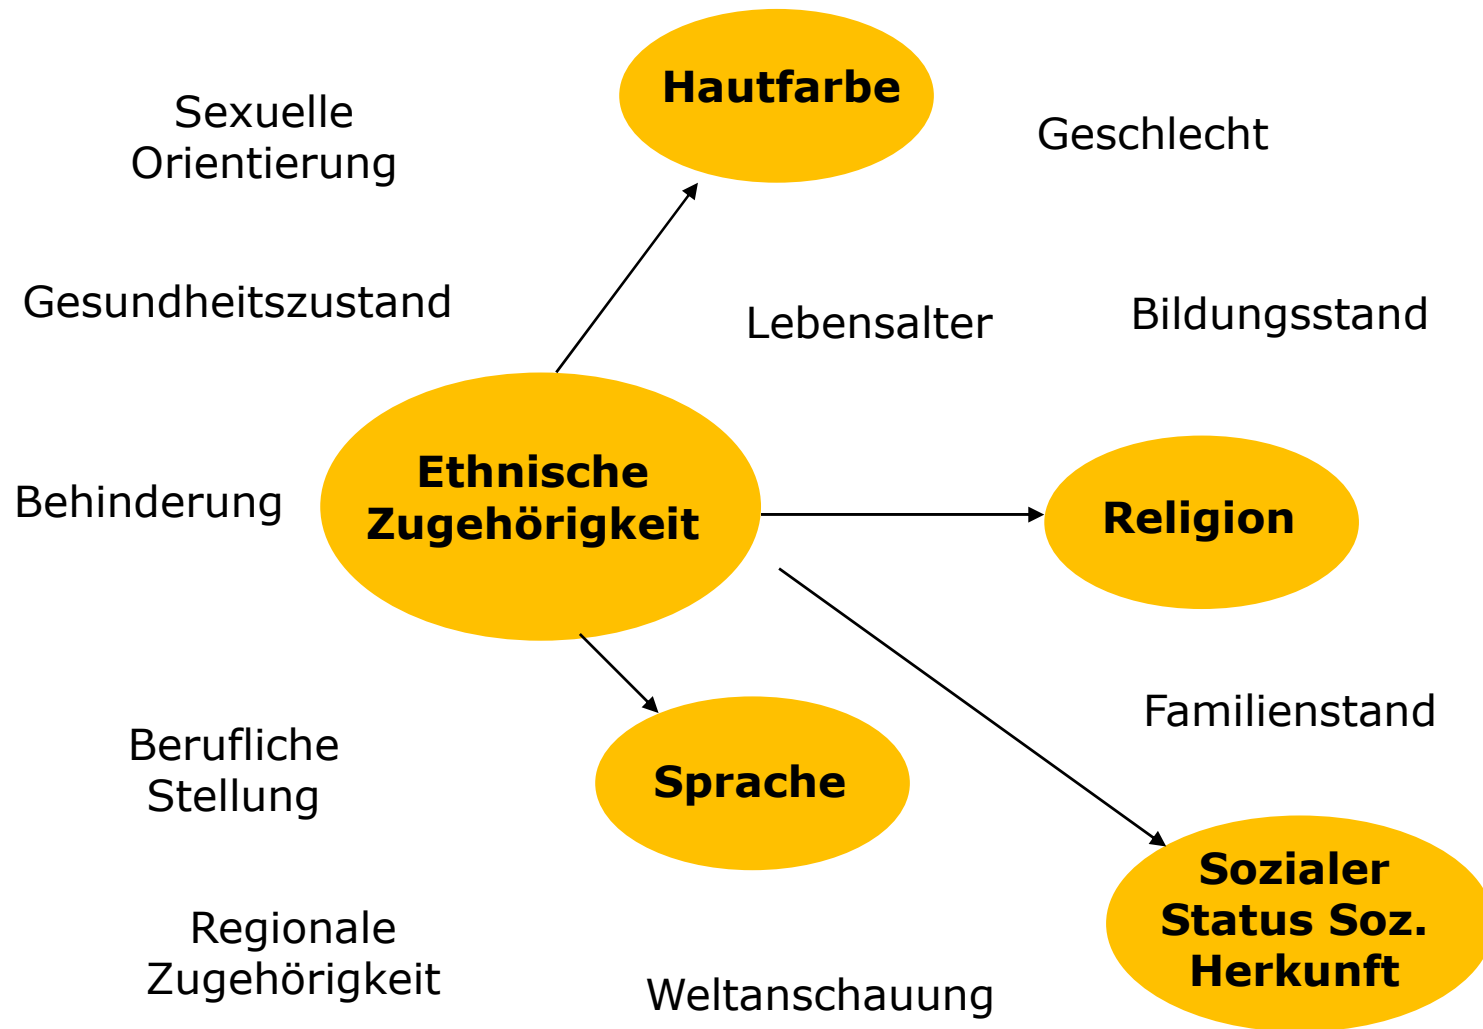 Hautfarbe
Sexuelle
Orientierung
Geschlecht
Gesundheitszustand
Lebensalter
Bildungsstand
Ethnische
Zugehörigkeit
Behinderung
Religion
Familienstand
Berufliche
Stellung
Sprache
Sozialer
Status Soz.
Herkunft
Regionale
Zugehörigkeit
Weltanschauung